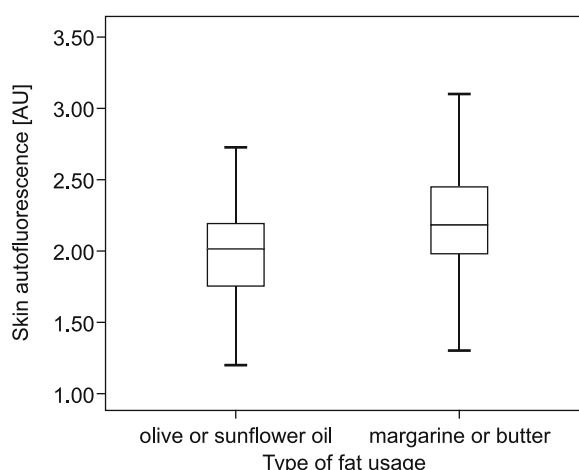 Skin autofluorescence [AU]
3.50
3.00
2.50
2.00
1.50
1.00
olive or sunflower oil
margarine or butter
Type of fat usage